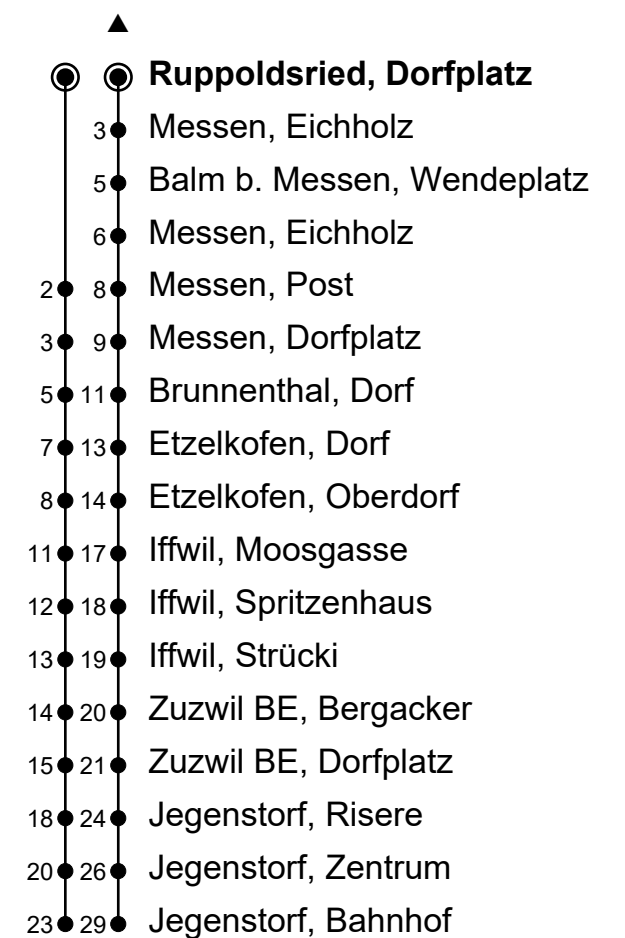 ▲
Ruppoldsried, Dorfplatz
3 Messen, Eichholz
5 Balm b. Messen, Wendeplatz
6 Messen, Eichholz
2 8 Messen, Post
3 9 Messen, Dorfplatz
5 11 Brunnenthal, Dorf
7 13 Etzelkofen, Dorf
8 14 Etzelkofen, Oberdorf
11 17 Iffwil, Moosgasse
12 18 Iffwil, Spritzenhaus
13 19 Iffwil, Strücki
14 20 Zuzwil BE, Bergacker
15 21 Zuzwil BE, Dorfplatz
18 24 Jegenstorf, Risere
20 26 Jegenstorf, Zentrum
23 29 Jegenstorf, Bahnhof